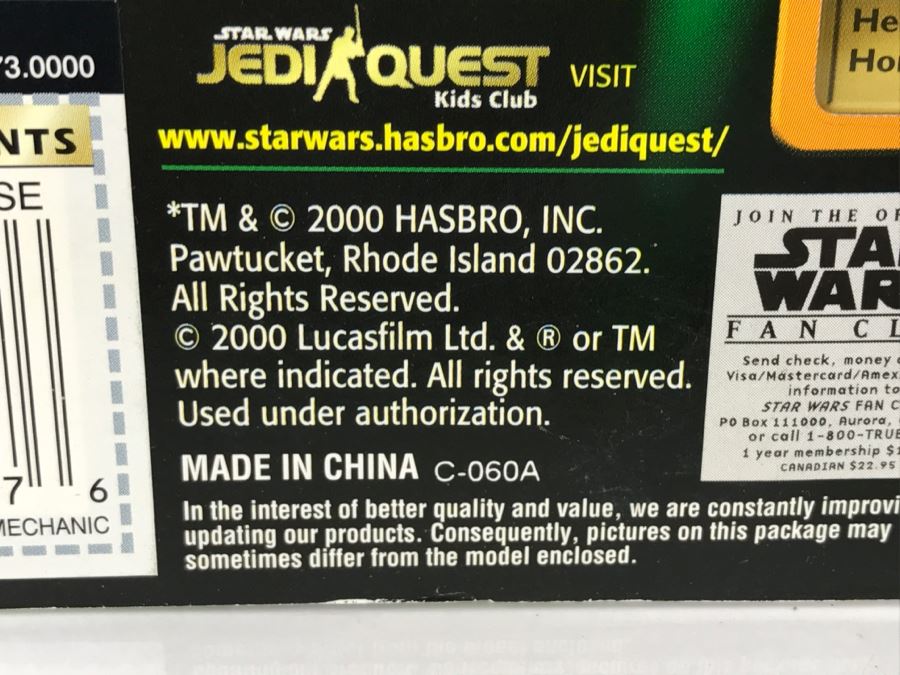 73.0000
NTS
SE
7 6
MECHANIC
STAR WARS
JEDI QUEST
Kids Club
VISIT
www.starwars.hasbro.com/jediquest/
*TM & © 2000 HASBRO, INC.
Pawtucket, Rhode Island 02862.
All Rights Reserved.
© 2000 Lucasfilm Ltd. & ® or TM
where indicated. All rights reserved.
Used under authorization.
MADE IN CHINA C-060A
In the interest of better quality and value, we are constantly improvi
updating our products. Consequently, pictures on this package may
sometimes differ from the model enclosed.
He
Ho
JOIN THE OF
STA
WAR
FAN CL
Send check, money
Visa/Mastercard/Amex
information to
STAR WARS FAN C
PO Box 111000, Aurora,
or call 1-800-TRUE
1 year membership $1
CANADIAN $22.95